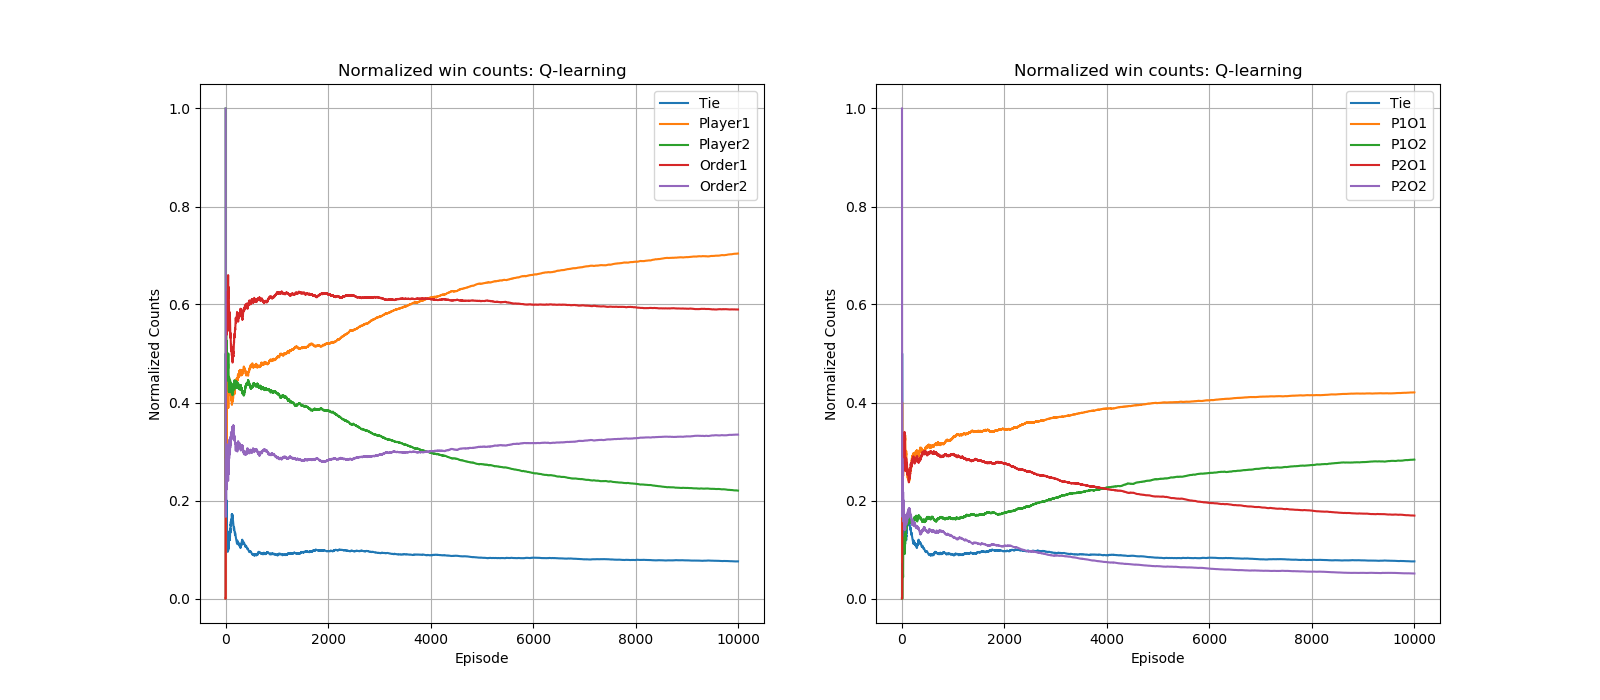 Normalized win counts: Q-learning
Normalized Counts
1.0
0.8
0.6
0.4
0.2
0.0
0
2000
4000
6000
8000
10000
Episode
Tie
Player1
Player2
Order1
Order2
Normalized win counts: Q-learning
Normalized Counts
1.0
0.8
0.6
0.4
0.2
0.0
0
2000
4000
6000
8000
10000
Episode
Tie
P1O1
P1O2
P2O1
P2O2